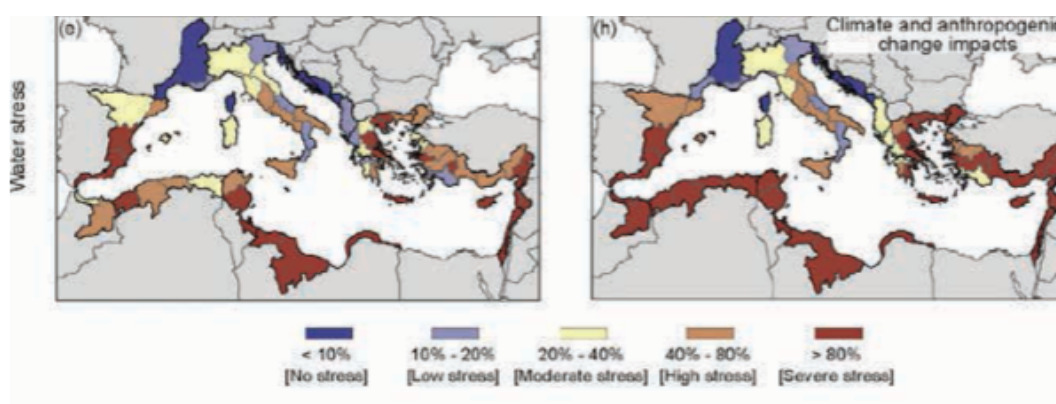 (e)
(h)
Climate and anthropogenic
change impacts
Water stress
< 10%
10% - 20%
20% - 40%
40% - 80%
> 80%
[No stress]
[Low stress]
[Moderate stress]
[High stress]
[Severe stress]